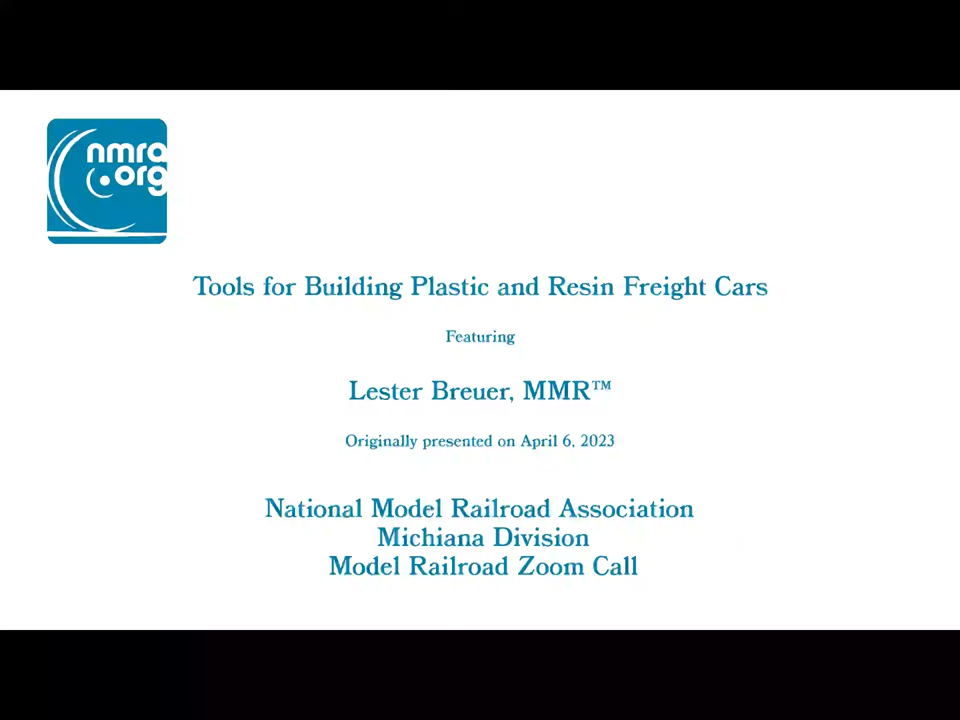 nmra
.org
Tools for Building Plastic and Resin Freight Cars
Featuring
Lester Breuer, MMR™
Originally presented on April 6, 2023
National Model Railroad Association
Michiana Division
Model Railroad Zoom Call